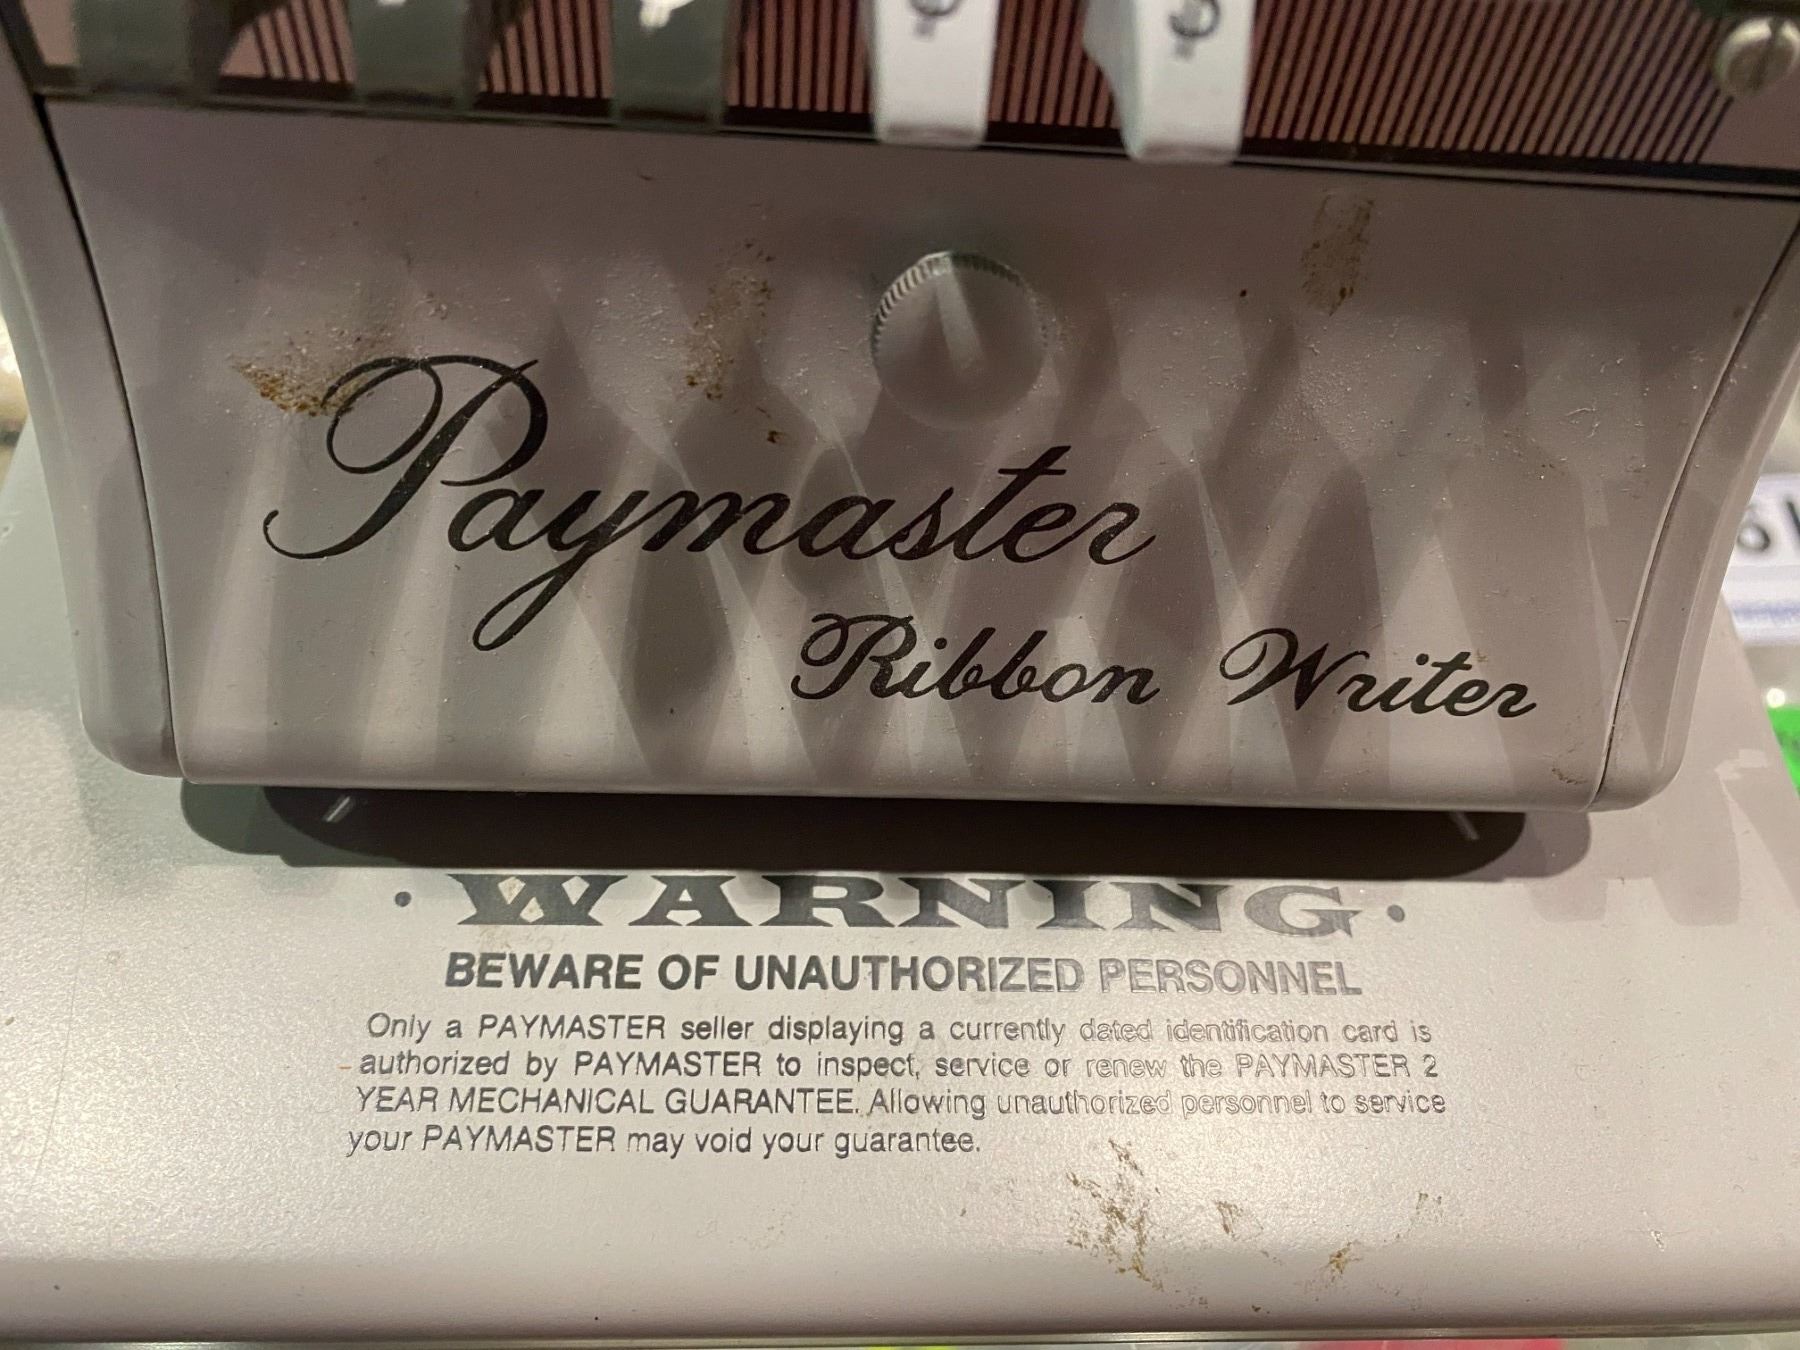 Paymaster
Ribbon Writer
• WARNING •
BEWARE OF UNAUTHORIZED PERSONNEL
Only a PAYMASTER seller displaying a currently dated identification card is
authorized by PAYMASTER to inspect, service or renew the PAYMASTER 2
YEAR MECHANICAL GUARANTEE. Allowing unauthorized personnel to service
your PAYMASTER may void your guarantee.